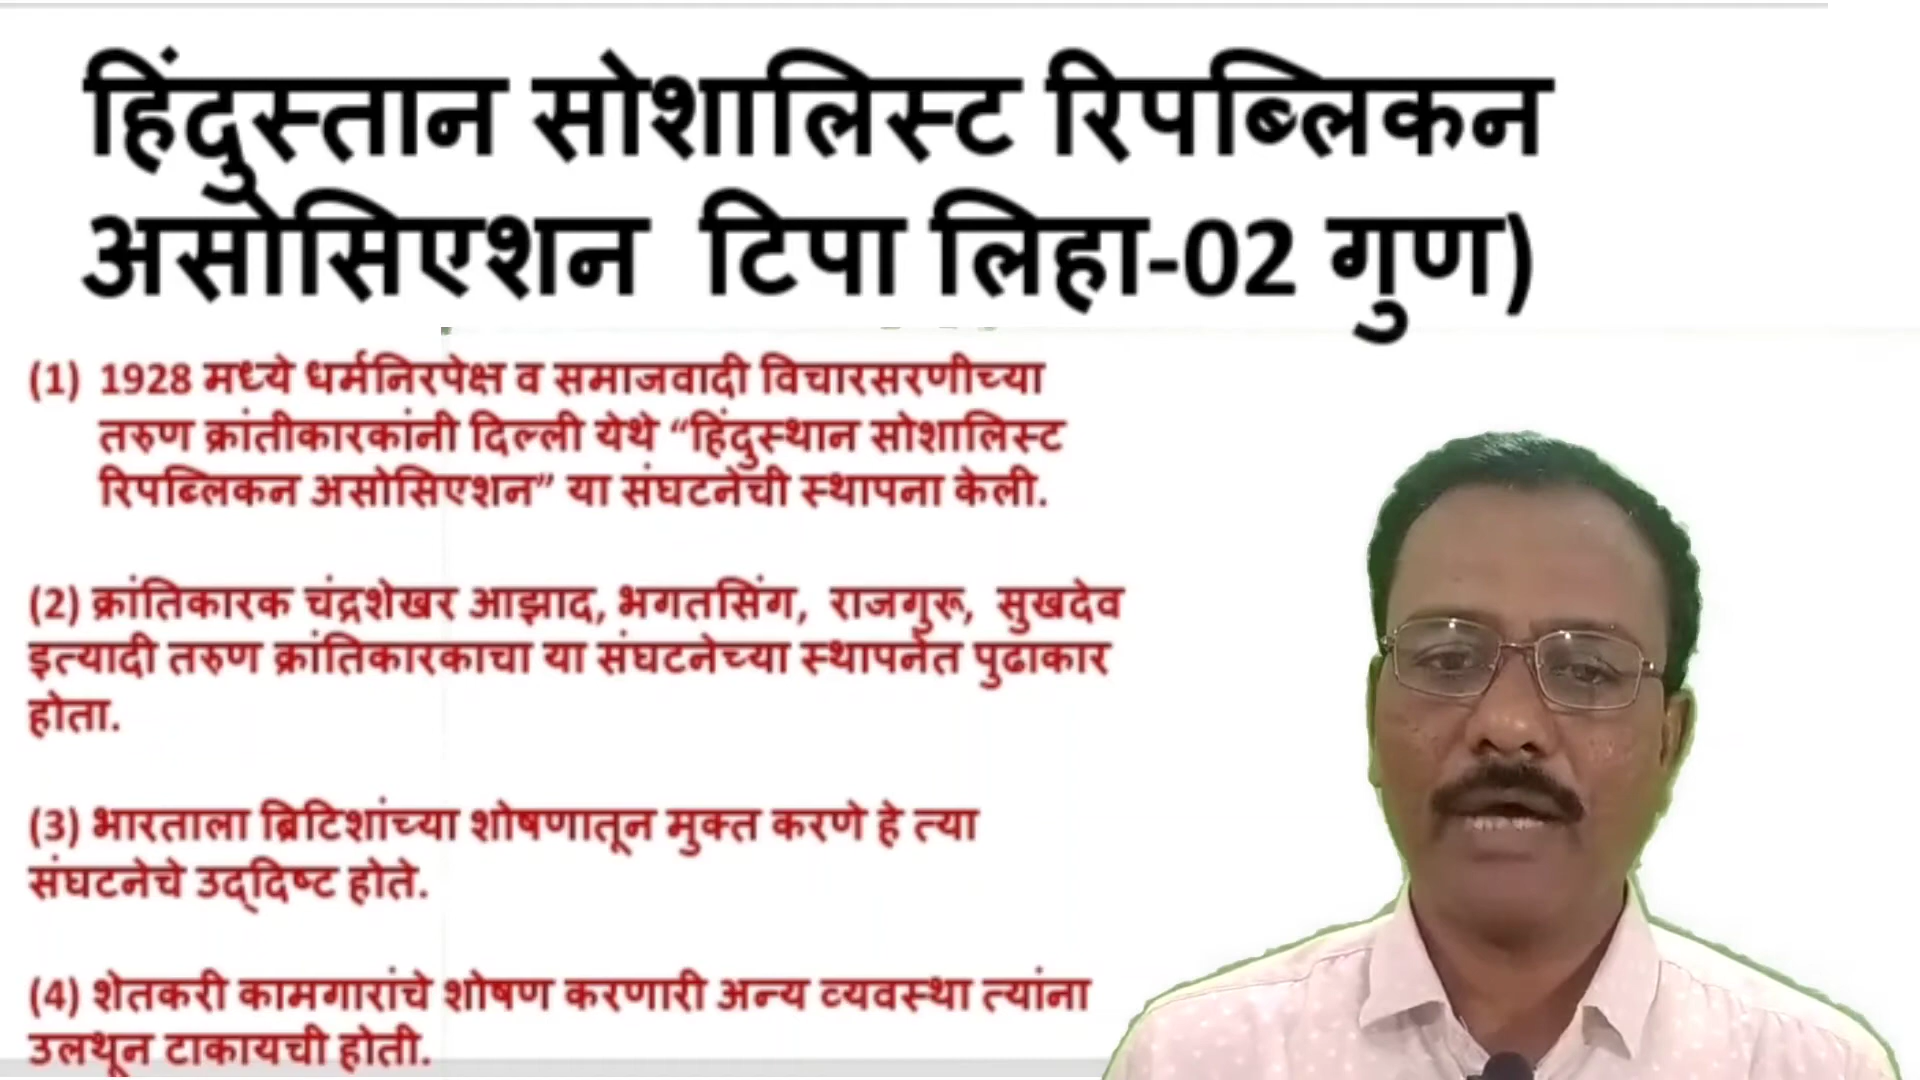 हिंदुस्तान सोशालिस्ट रिपब्लिकन
असोसिएशन टिपा लिहा-02 गुण)
(1) 1928 मध्ये धर्मनिरपेक्ष व समाजवादी विचारसरणीच्या
तरुण क्रांतीकारकांनी दिल्ली येथे “हिंदुस्थान सोशालिस्ट
रिपब्लिकन असोसिएशन” या संघटनेची स्थापना केली.
(2) क्रांतिकारक चंद्रशेखर आझाद, भगतसिंग, राजगुरू, सुखदेव
इत्यादी तरुण क्रांतिकारकाचा या संघटनेच्या स्थापनेत पुढाकार
होता.
(3) भारताला ब्रिटिशांच्या शोषणातून मुक्त करणे हे त्या
संघटनेचे उद्दिष्ट होते.
(4) शेतकरी कामगारांचे शोषण करणारी अन्य व्यवस्था त्यांना
उलथून टाकायची होती.